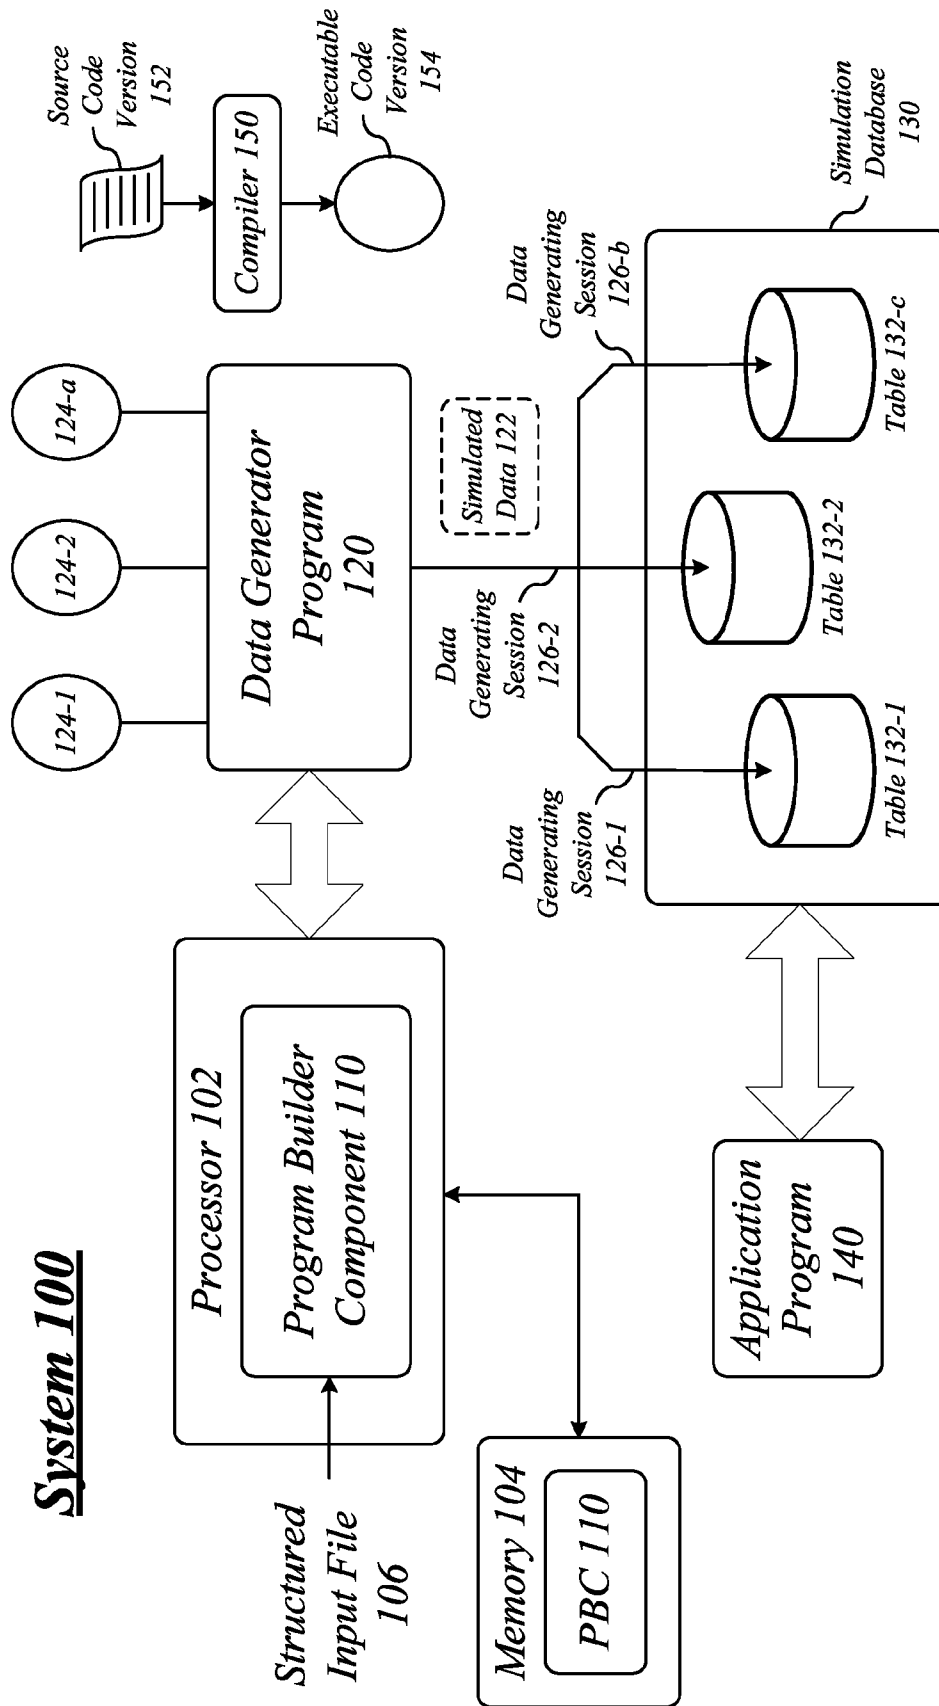 System 100
Structured
Input File
106
Processor 102
Program Builder
Component 110
Memory 104
PBC 110
124-1
124-2
124-a
Data Generator
Program
120
Source
Code
Version
152
Compiler 150
Executable
Code
Version
154
Simulated
Data 122
Data
Generating
Session
126-1
Data
Generating
Session
126-2
Data
Generating
Session
126-b
Application
Program
140
Table 132-1
Table 132-2
Table 132-c
Simulation
Database
130